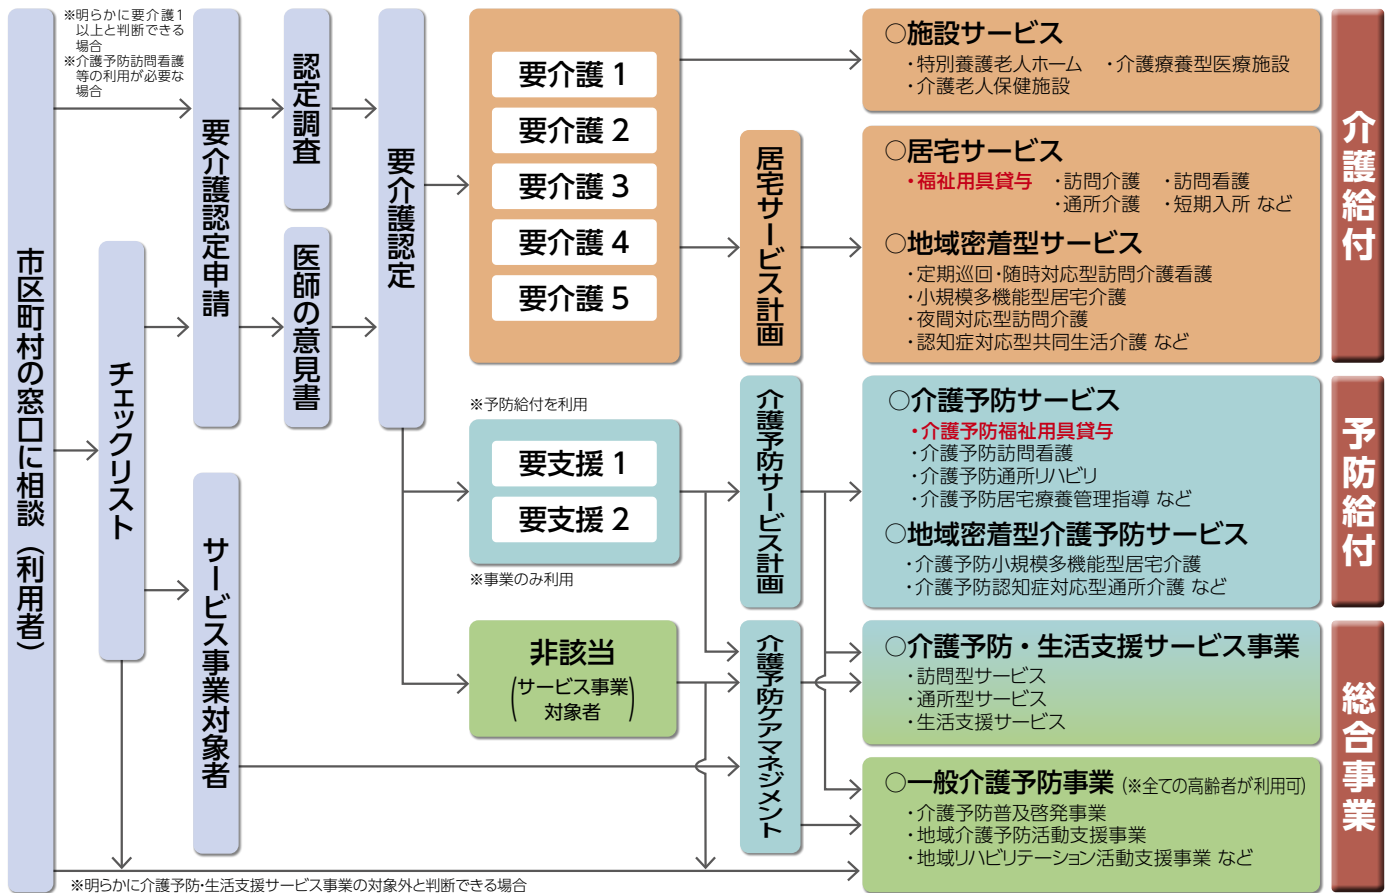 市区町村の窓口に相談（利用者）
※明らかに要介護1
以上と判断できる
場合
※介護予防訪問看護
等の利用が必要な
場合
チェックリスト
要介護認定申請
サービス事業対象者
認定調査
医師の意見書
要介護認定
要介護 1
要介護 2
要介護 3
要介護 4
要介護 5
※予防給付を利用
要支援 1
要支援 2
※事業のみ利用
非該当
(サービス事業
対象者)
居宅サービス計画
介護予防サービス計画
介護予防ケアマネジメント
○施設サービス
・特別養護老人ホーム ・介護療養型医療施設
・介護老人保健施設
○居宅サービス
・福祉用具貸与 ・訪問介護 ・訪問看護
・通所介護 ・短期入所 など
○地域密着型サービス
・定期巡回・随時対応型訪問介護看護
・小規模多機能型居宅介護
・夜間対応型訪問介護
・認知症対応型共同生活介護 など
介護給付
○介護予防サービス
・介護予防福祉用具貸与
・介護予防訪問看護
・介護予防通所リハビリ
・介護予防居宅療養管理指導 など
○地域密着型介護予防サービス
・介護予防小規模多機能型居宅介護
・介護予防認知症対応型通所介護 など
予防給付
○介護予防・生活支援サービス事業
・訪問型サービス
・通所型サービス
・生活支援サービス
○一般介護予防事業 (※全ての高齢者が利用可)
・介護予防普及啓発事業
・地域介護予防活動支援事業
・地域リハビリテーション活動支援事業 など
総合事業
※明らかに介護予防・生活支援サービス事業の対象外と判断できる場合